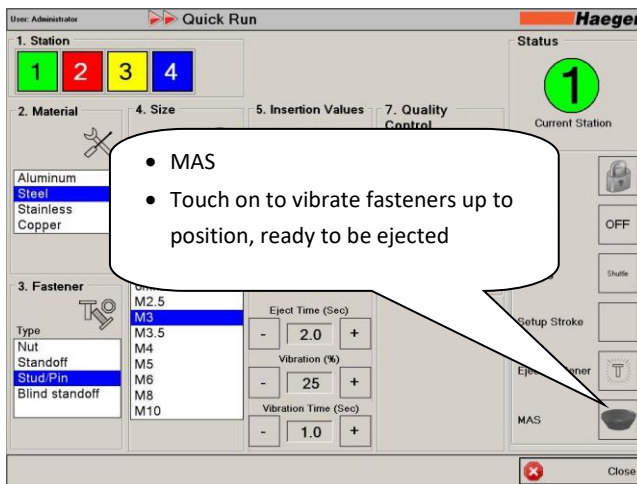 User: Administrator
Quick Run
Haeger
1. Station
1 2 3 4
Status
1
Current Station
2. Material
Aluminum
Steel
Stainless
Copper
4. Size
5. Insertion Values
7. Quality
Control
• MAS
• Touch on to vibrate fasteners up to
position, ready to be ejected
OFF
Shuttle
Setup Stroke
MAS
3. Fastener
Type
Nut
Standoff
Stud/Pin
Blind standoff
M2.5
M3
M3.5
M4
M5
M6
M8
M10
Eject Time (Sec)
- 2.0 +
Vibration (%)
- 25 +
Vibration Time (Sec)
- 1.0 +
Close